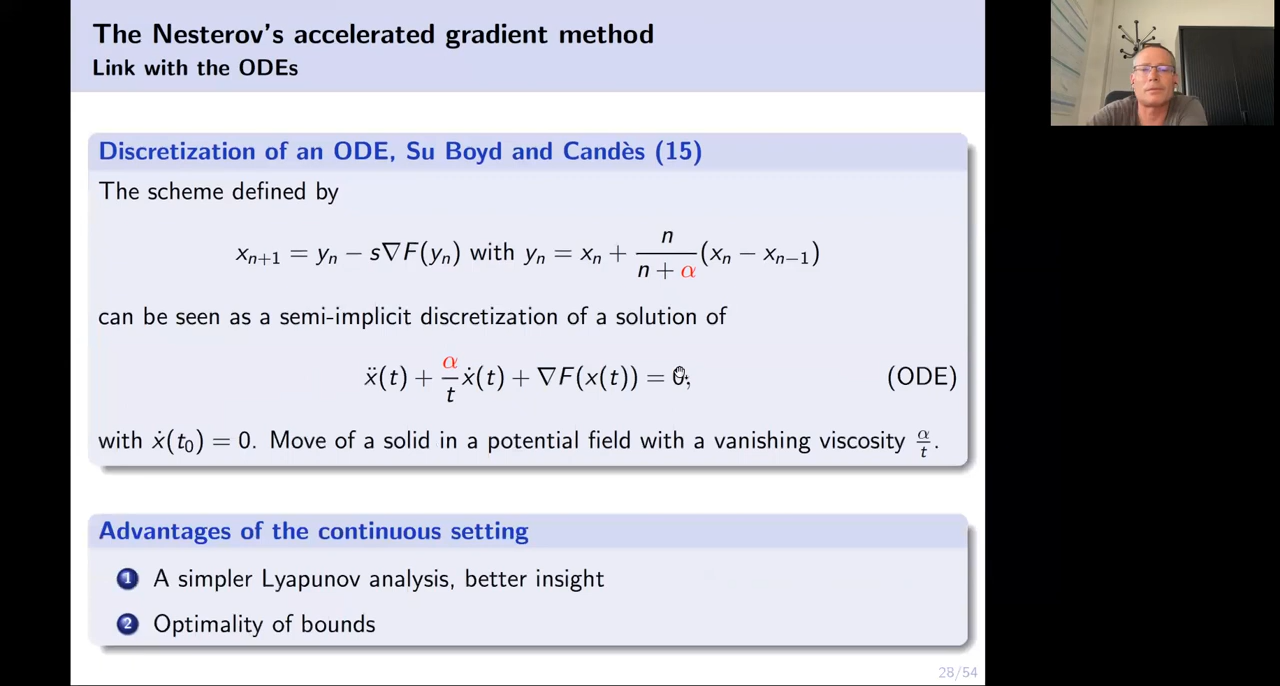 The Nesterov's accelerated gradient method
Link with the ODEs
Discretization of an ODE, Su Boyd and Candès (15)
The scheme defined by
xₙ₊₁ = yₙ − s∇F(yₙ) with yₙ = xₙ + n/(n + α) (xₙ − xₙ₋₁)
can be seen as a semi-implicit discretization of a solution of
ẍ(t) + α/t ẋ(t) + ∇F(x(t)) = 0, (ODE)
with ẋ(t₀) = 0. Move of a solid in a potential field with a vanishing viscosity α/t.
Advantages of the continuous setting
1 A simpler Lyapunov analysis, better insight
2 Optimality of bounds
28/54